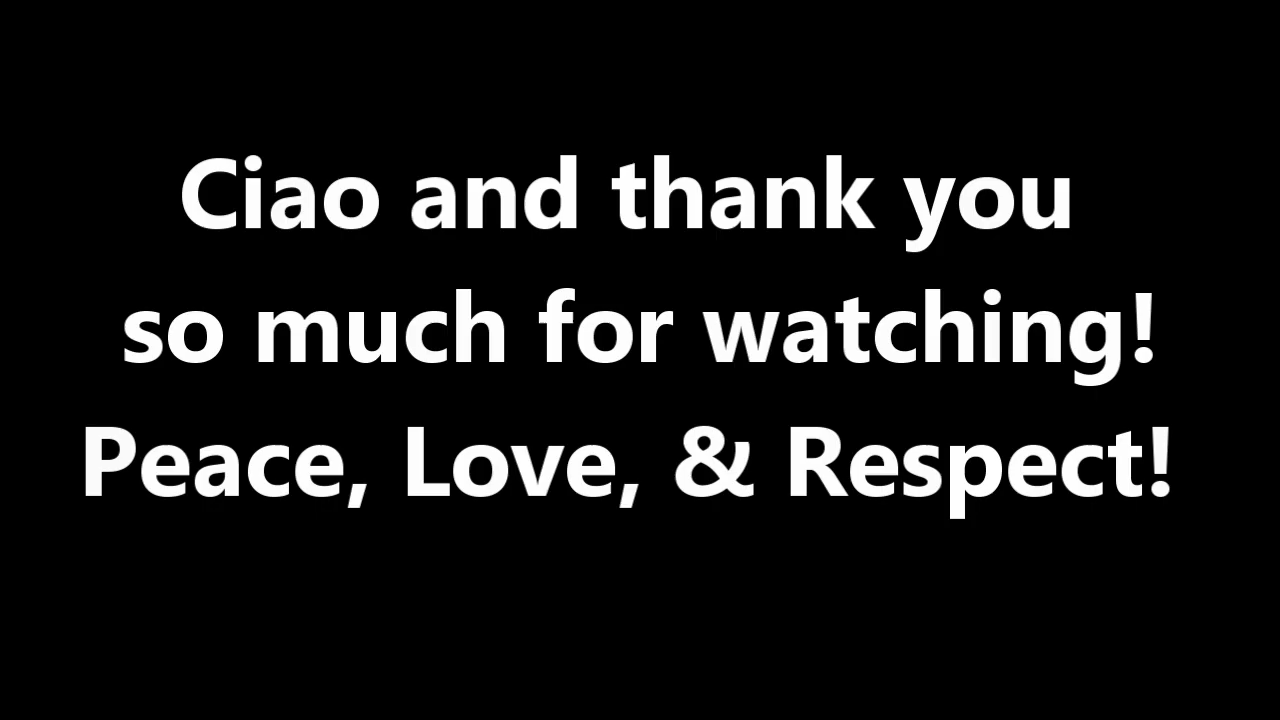 Ciao and thank you
so much for watching!
Peace, Love, & Respect!